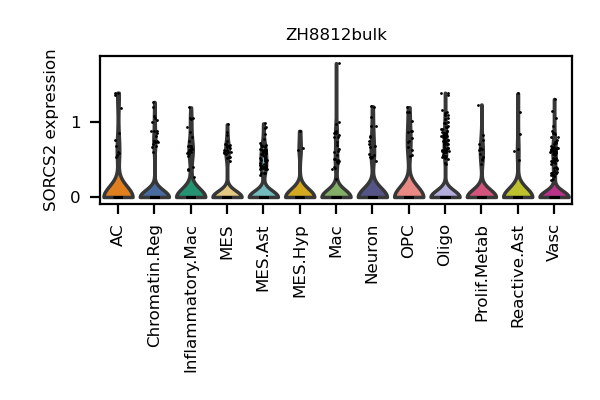 ZH8812bulk
SORCS2 expression
1
0
AC
Chromatin.Reg
Inflammatory.Mac
MES
MES.Ast
MES.Hyp
Mac
Neuron
OPC
Oligo
Prolif.Metab
Reactive.Ast
Vasc